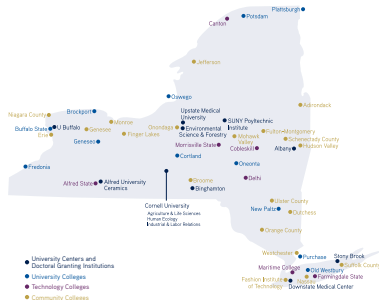 Plattsburgh
Potsdam
Canton
Jefferson
Oswego
Adirondack
Upstate Medical
University
Niagara County
Brockport
Monroe
SUNY Poyltechnic
Institute
Buffalo State
U Buffalo
Genesee
Onondaga
Environmental
Science & Forestry
Fulton-Montgomery
Erie
Finger Lakes
Mohawk
Valley
Schenectady County
Geneseo
Morrisville State
Cobleskill
Albany
Hudson Valley
Cortland
Fredonia
Oneonta
Alfred State
Alfred University
Ceramics
Broome
Delhi
Binghamton
Cornell University
Agriculture & Life Sciences
Human Ecology
Industrial & Labor Relations
Ulster County
New Paltz
Dutchess
Orange County
Westchester
Purchase
Stony Brook
University Centers and
Doctoral Granting Institutions
Maritime College
Old Westbury
Suffolk County
University Colleges
Fashion Institute
of Technology
Nassau
Farmingdale State
Technology Colleges
Downstate Medical Center
Community Colleges